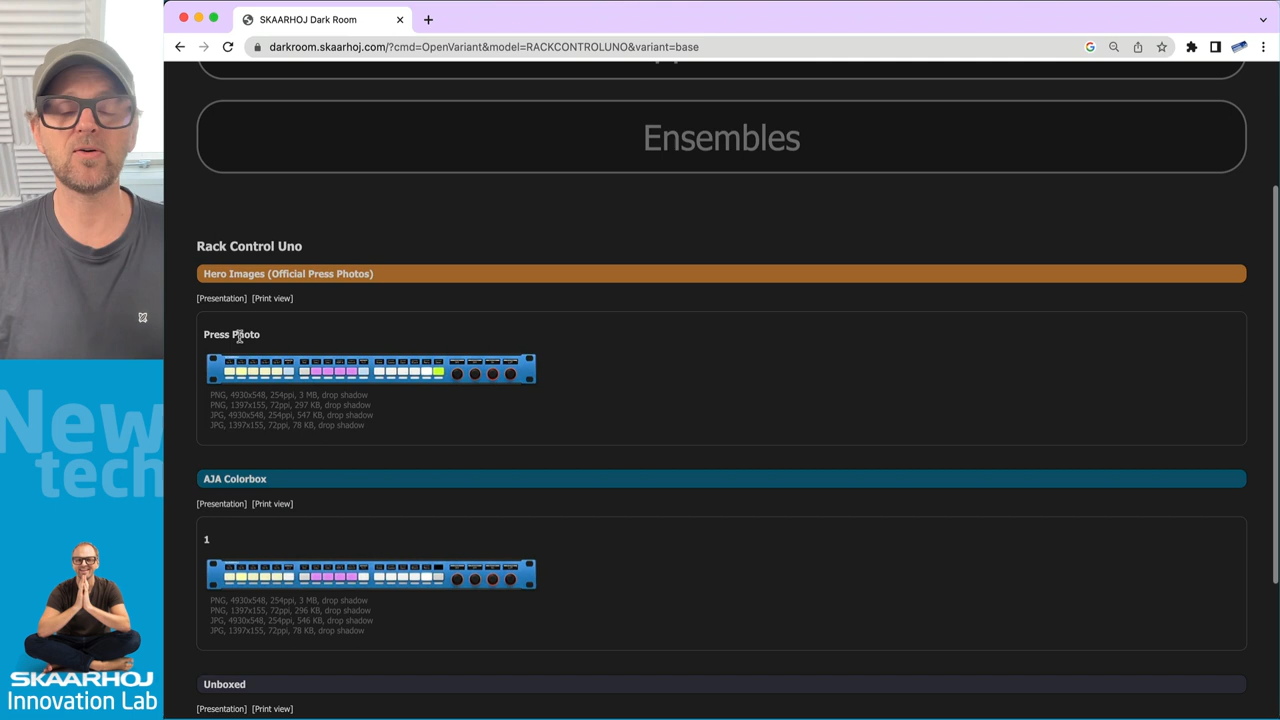 SKAARHOJ Dark Room
darkroom.skaarhoj.com/?cmd=OpenVariant&model=RACKCONTROLUNO&variant=base
Ensembles
Rack Control Uno
Hero Images (Official Press Photos)
[Presentation] [Print view]
Press Photo
PNG, 4930x548, 254ppi, 3 MB, drop shadow
PNG, 1397x155, 72ppi, 297 KB, drop shadow
JPG, 4930x548, 254ppi, 547 KB, drop shadow
JPG, 1397x155, 72ppi, 78 KB, drop shadow
AJA Colorbox
[Presentation] [Print view]
1
PNG, 4930x548, 254ppi, 3 MB, drop shadow
PNG, 1397x155, 72ppi, 296 KB, drop shadow
JPG, 4930x548, 254ppi, 546 KB, drop shadow
JPG, 1397x155, 72ppi, 78 KB, drop shadow
Unboxed
[Presentation] [Print view]
New
tech
SKAARHOJ
Innovation Lab